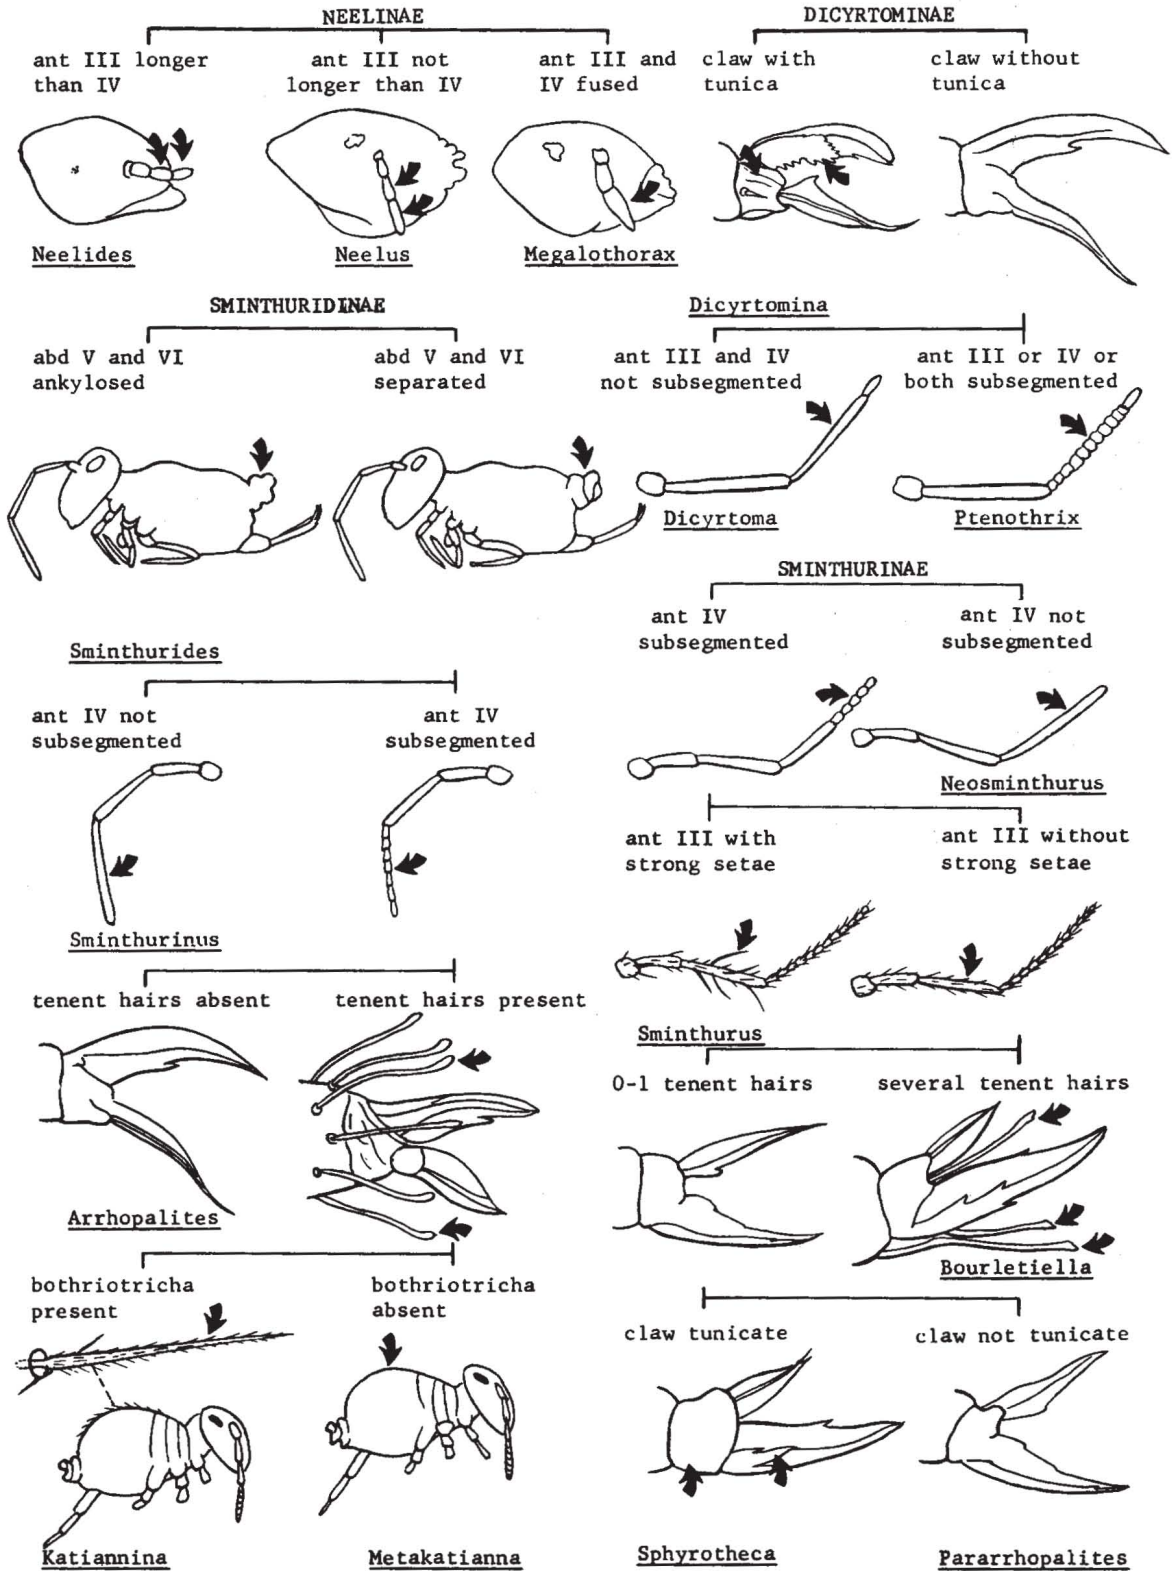 NEELINAE
ant III longer
than IV
ant III not
longer than IV
ant III and
IV fused
Neelides
Neelus
Megalothorax
DICYRTOMINAE
claw with
tunica
claw without
tunica
Dicyrtomina
ant III and IV
not subsegmented
ant III or IV or
both subsegmented
Dicyrtoma
Ptenothrix
SMINTHURIDINAE
abd V and VI
ankylosed
abd V and VI
separated
Sminthurides
ant IV not
subsegmented
ant IV
subsegmented
Sminthurinus
tenent hairs absent
tenent hairs present
Arrhopalites
bothriotricha
present
bothriotricha
absent
Katiannina
Metakatianna
SMINTHURINAE
ant IV
subsegmented
ant IV not
subsegmented
Neosminthurus
ant III with
strong setae
ant III without
strong setae
Sminthurus
0-1 tenent hairs
several tenent hairs
Bourletiella
claw tunicate
claw not tunicate
Sphyrotheca
Pararrhopalites